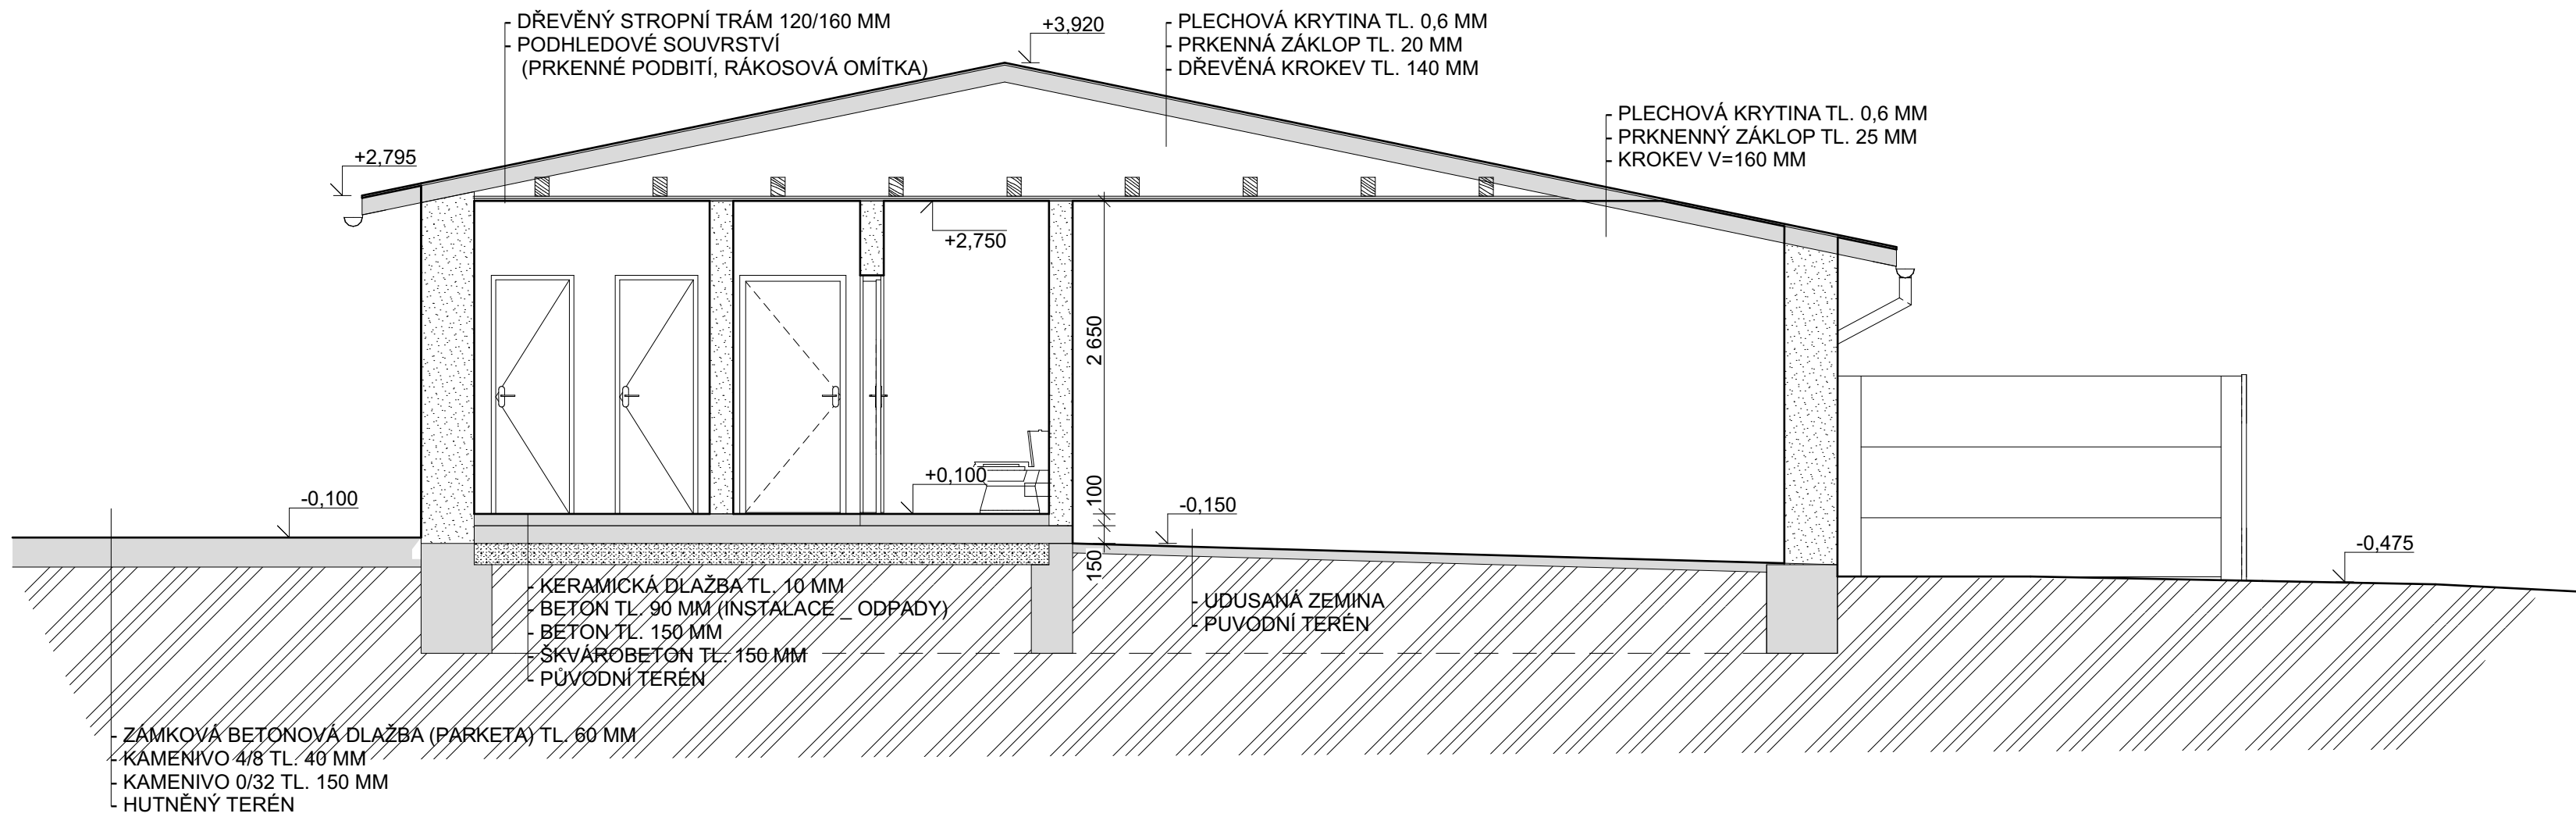 - DŘEVĚNÝ STROPNÍ TRÁM 120/160 MM
- PODHLEDOVÉ SOUVRSTVÍ
(PRKENNÉ PODBITÍ, RÁKOSOVÁ OMÍTKA)
+3,920
- PLECHOVÁ KRYTINA TL. 0,6 MM
- PRKENNÁ ZÁKLOP TL. 20 MM
- DŘEVĚNÁ KROKEV TL. 140 MM
- PLECHOVÁ KRYTINA TL. 0,6 MM
- PRKNENNÝ ZÁKLOP TL. 25 MM
- KROKEV V=160 MM
+2,795
+2,750
2 650
+0,100
100
-0,100
-0,150
150
-0,475
- KERAMICKÁ DLAŽBA TL. 10 MM
- BETON TL. 90 MM (INSTALACE _ ODPADY)
- BETON TL. 150 MM
- ŠKVÁROBETON TL. 150 MM
- PŮVODNÍ TERÉN
- UDUSANÁ ZEMINA
- PUVODNÍ TERÉN
- ZÁMKOVÁ BETONOVÁ DLAŽBA (PARKETA) TL. 60 MM
- KAMENIVO 4/8 TL. 40 MM
- KAMENIVO 0/32 TL. 150 MM
- HUTNĚNÝ TERÉN